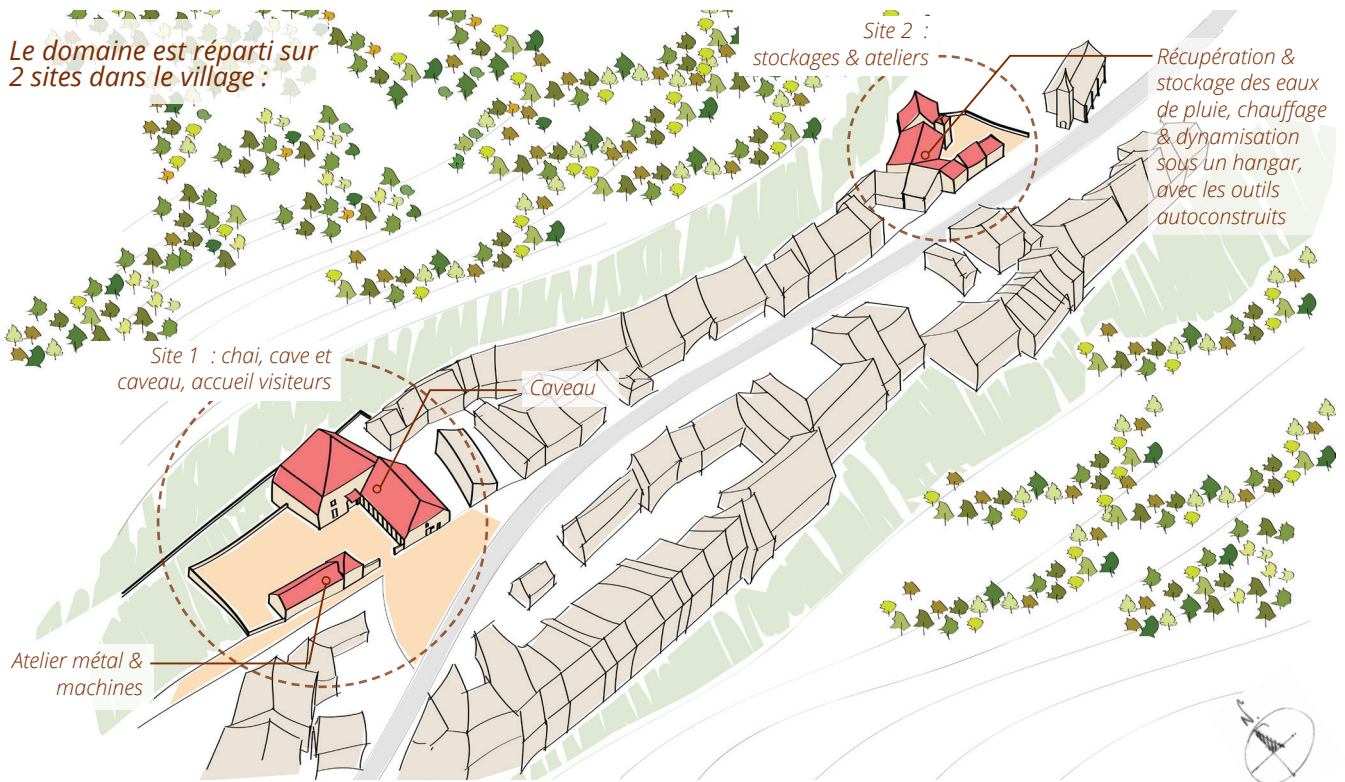 Le domaine est réparti sur
2 sites dans le village :
Site 2 :
stockages & ateliers
Récupération &
stockage des eaux
de pluie, chauffage
& dynamisation
sous un hangar,
avec les outils
autoconstruits
Site 1 : chai, cave et
caveau, accueil visiteurs
Caveau
Atelier métal &
machines
N